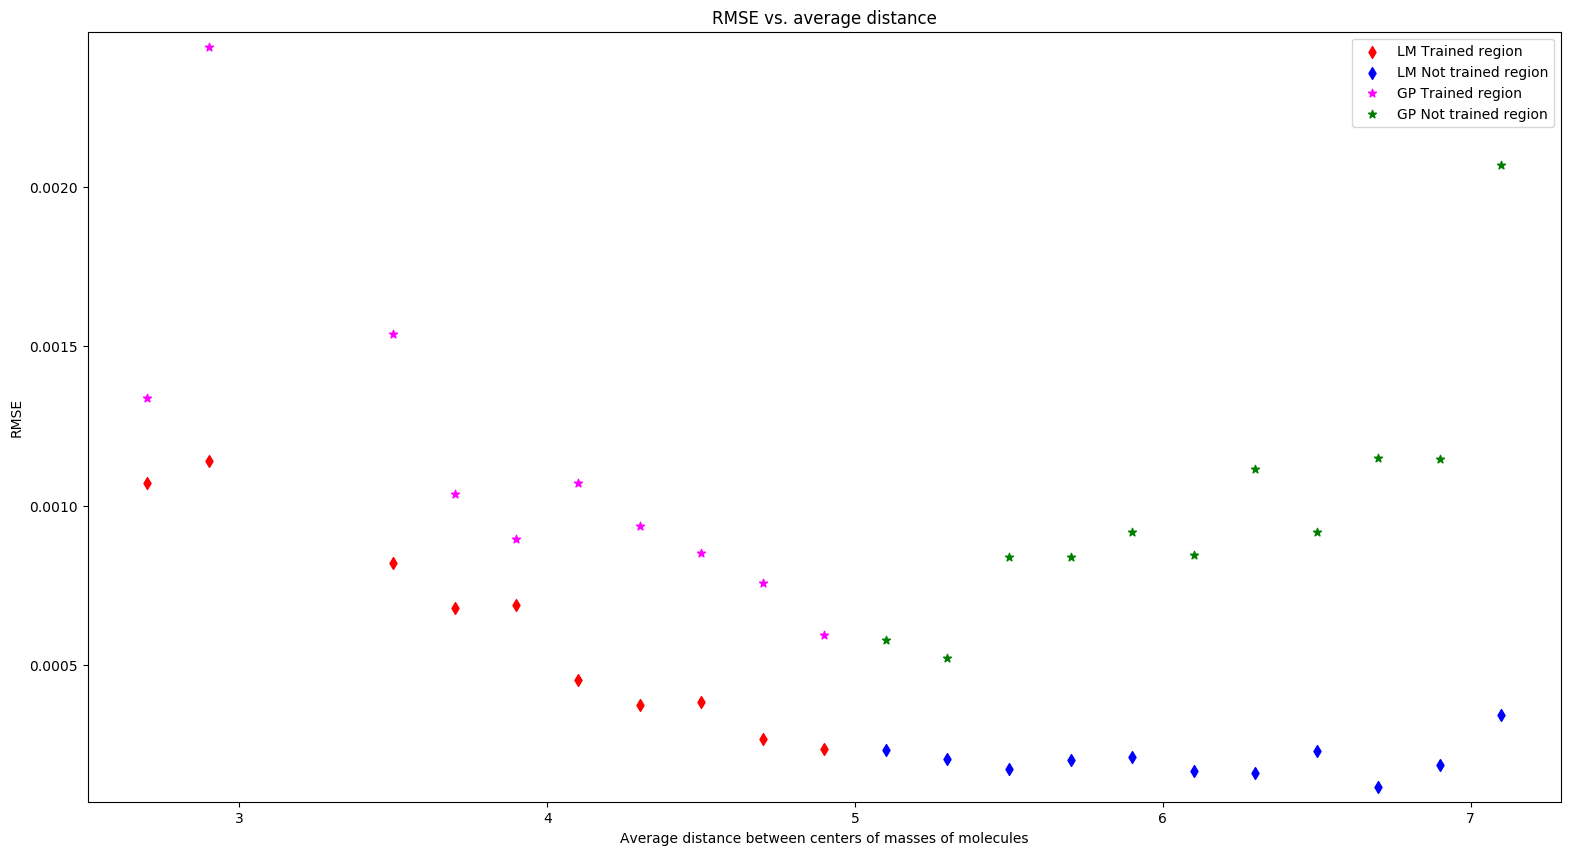 RMSE vs. average distance
LM Trained region
LM Not trained region
GP Trained region
GP Not trained region
RMSE
0.0020
0.0015
0.0010
0.0005
3
4
5
6
7
Average distance between centers of masses of molecules